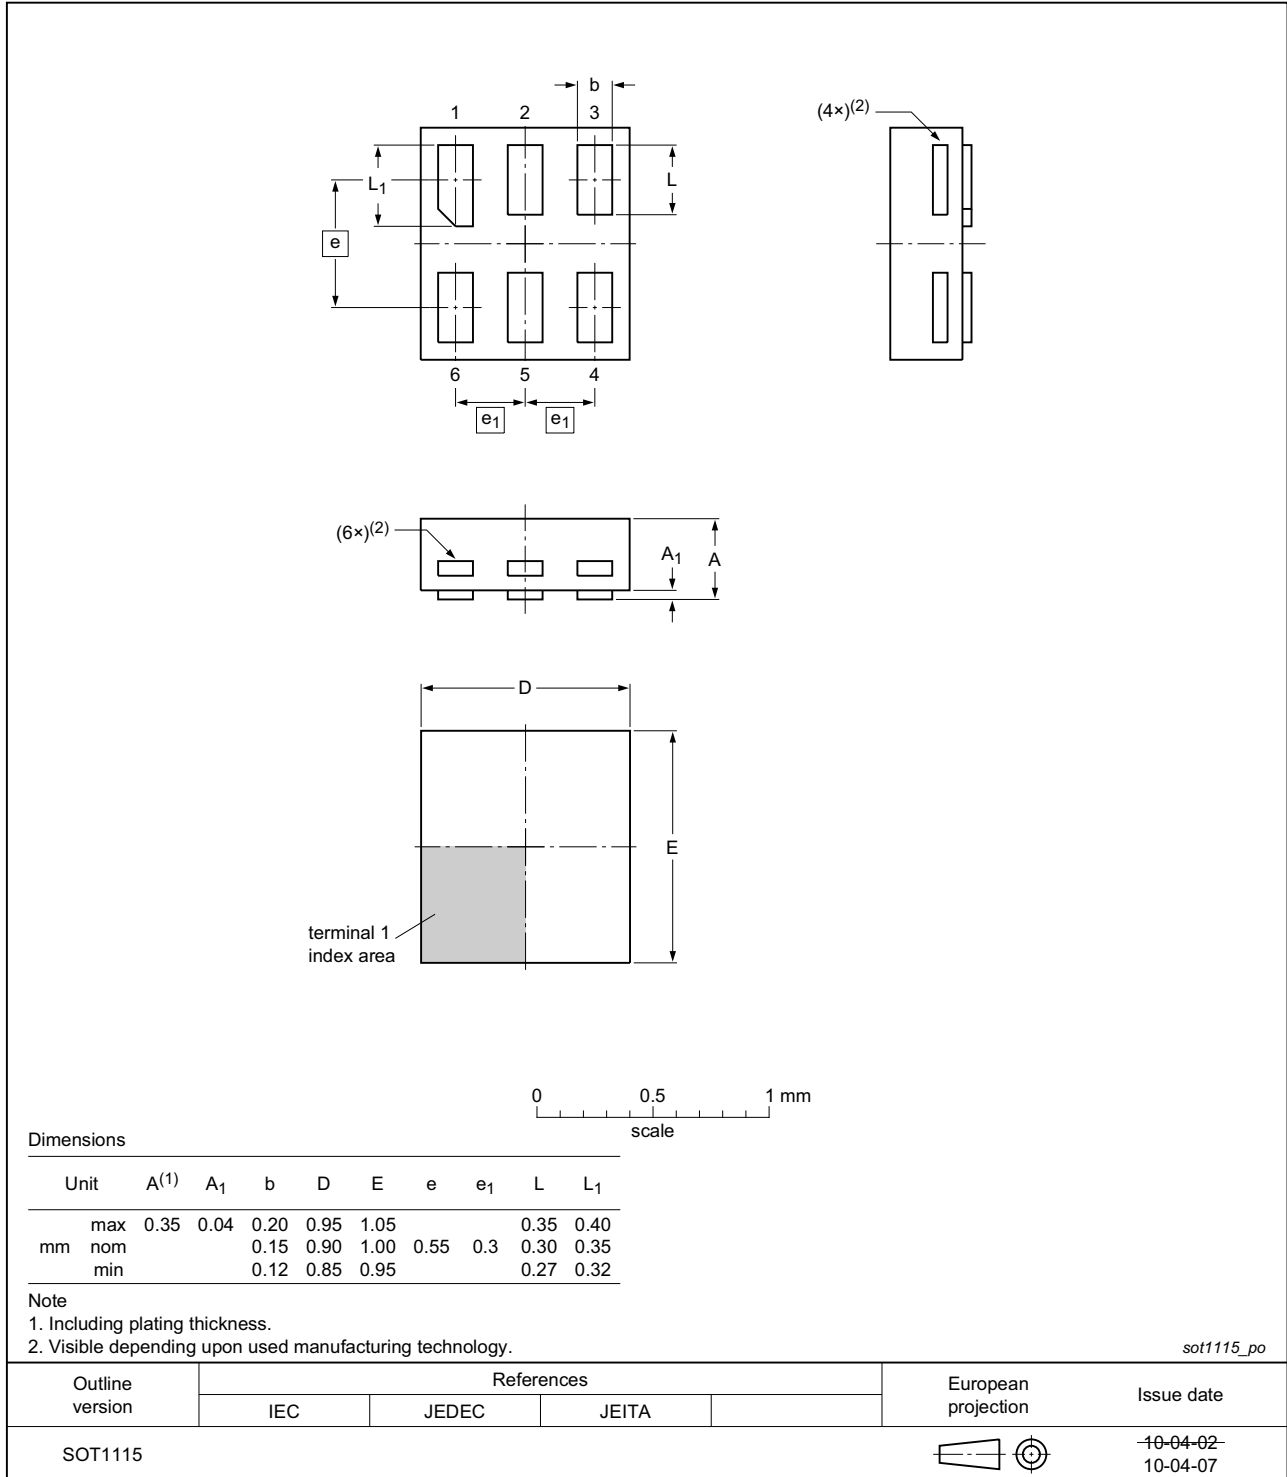 b
1 2 3
(4×)(2)
L1
L
e
6 5 4
e1 e1
(6×)(2)
A1
A
D
E
terminal 1
index area
0 0.5 1 mm
scale
Dimensions
Unit A(1) A1 b D E e e1 L L1
max 0.35 0.04 0.20 0.95 1.05 0.35 0.40
mm nom 0.15 0.90 1.00 0.55 0.3 0.30 0.35
min 0.12 0.85 0.95 0.27 0.32
Note
1. Including plating thickness.
2. Visible depending upon used manufacturing technology.
sot1115_po
Outline
version
References
IEC JEDEC JEITA
European
projection
Issue date
SOT1115
10-04-02
10-04-07